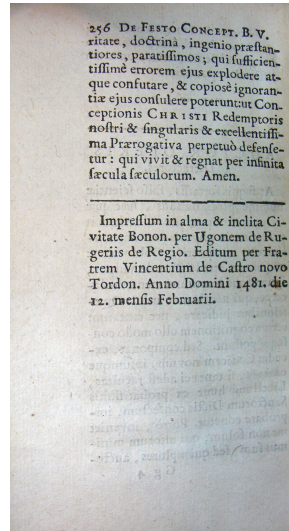 256 DE FESTO CONCEPT. B. V.
ritate, doctrinâ, ingenio præstan-
tiores, paratissimos; qui sufficien-
tissimè errorem ejus explodere at-
que confutare, & copiosè ignoran-
tiæ ejus consulere poterunt: ut Con-
ceptionis CHRISTI Redemptoris
nostri & singularis & excellentissi-
ma Prærogativa perpetuò defense-
tur: qui vivit & regnat per infinita
sæcula sæculorum. Amen.
Impressum in alma & inclita Ci-
vitate Bonon. per Ugonem de Ru-
geriis de Regio. Editum per Fra-
trem Vincentium de Castro novo
Tordon. Anno Domini 1481. die
12. mensis Februarii.